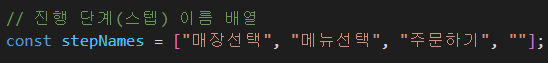 // 진행 단계(스텝) 이름 배열
const stepNames = ["매장선택", "메뉴선택", "주문하기", ""];